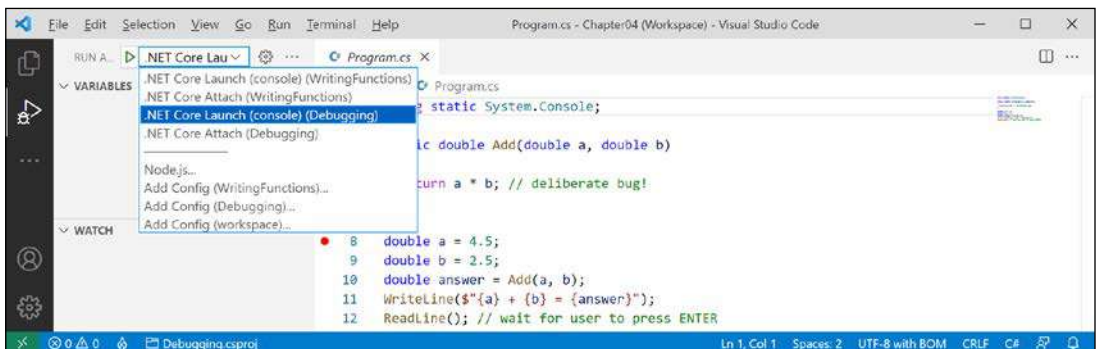 File Edit Selection View Go Run Terminal Help Program.cs - Chapter04 (Workspace) - Visual Studio Code
RUN A... .NET Core Lau ... Program.cs
VARIABLES
.NET Core Launch (console) (WritingFunctions)
.NET Core Attach (WritingFunctions)
.NET Core Launch (console) (Debugging)
.NET Core Attach (Debugging)
Node.js...
Add Config (WritingFunctions)...
Add Config (Debugging)...
Add Config (workspace)...
WATCH
Program.cs
static System.Console;
ic double Add(double a, double b)
turn a * b; // deliberate bug!
8 double a = 4.5;
9 double b = 2.5;
10 double answer = Add(a, b);
11 WriteLine($"{a} + {b} = {answer}");
12 ReadLine(); // wait for user to press ENTER
0 0 Debugging.csproj Ln 1, Col 1 Spaces: 2 UTF-8 with BOM CRLF C#